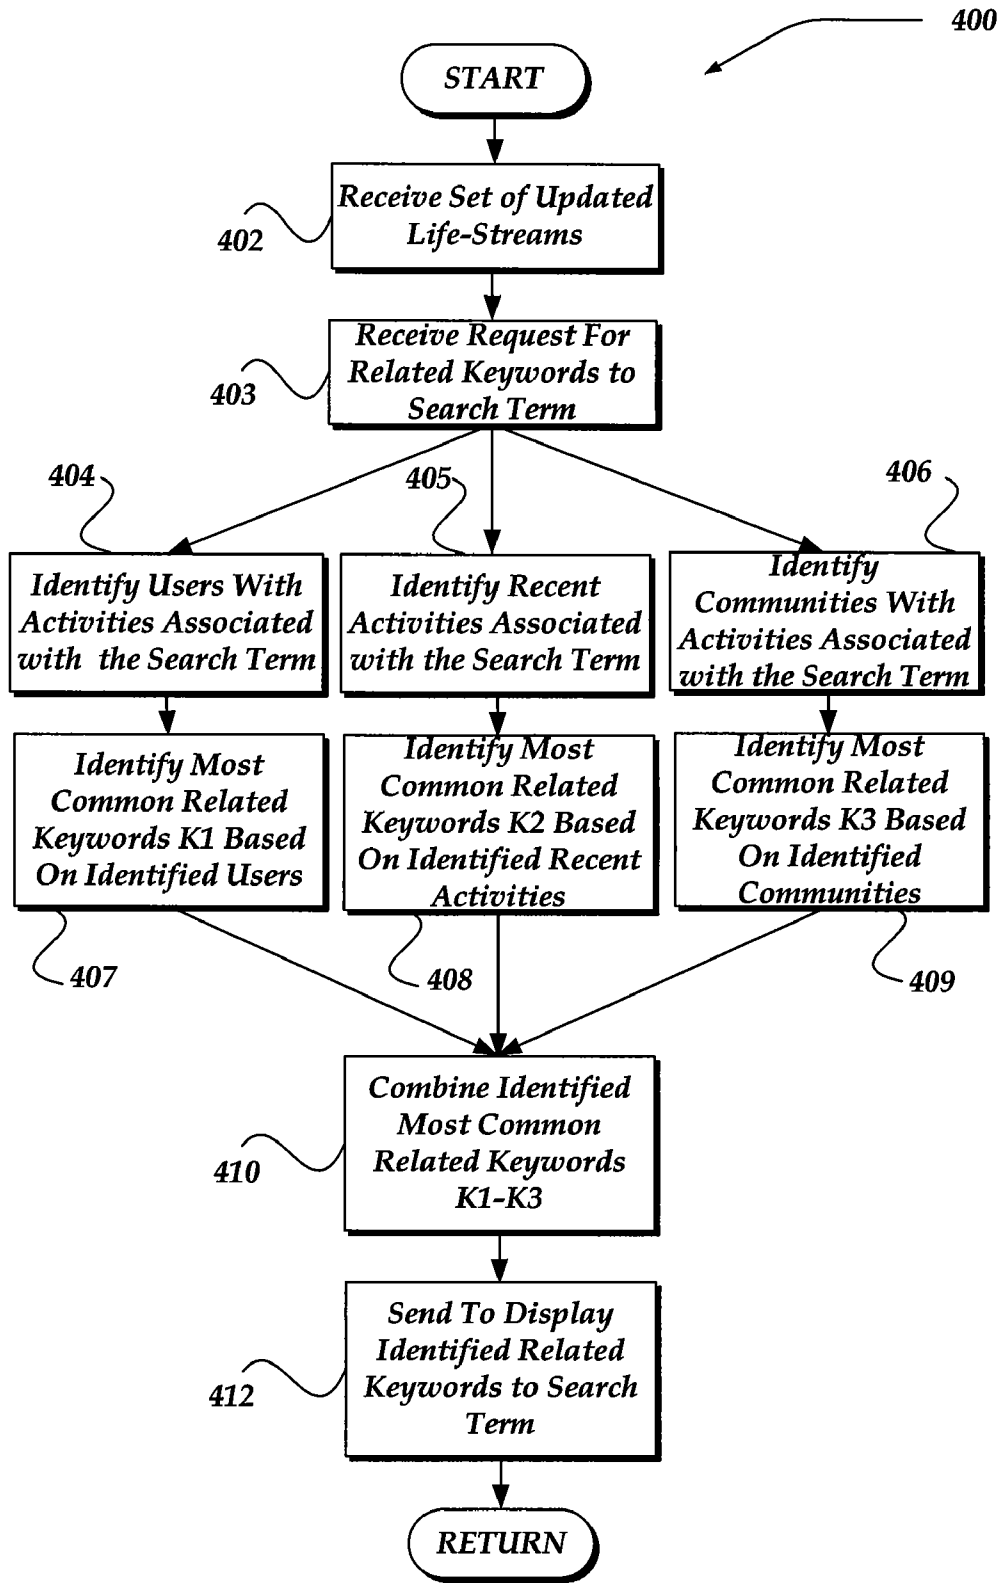 400
START
Receive Set of Updated
Life-Streams
402
Receive Request For
Related Keywords to
Search Term
403
404
405
406
Identify Users With
Activities Associated
with the Search Term
Identify Recent
Activities Associated
with the Search Term
Identify
Communities With
Activities Associated
with the Search Term
Identify Most
Common Related
Keywords K1 Based
On Identified Users
Identify Most
Common Related
Keywords K2 Based
On Identified Recent
Activities
Identify Most
Common Related
Keywords K3 Based
On Identified
Communities
407
408
409
Combine Identified
Most Common
Related Keywords
K1-K3
410
Send To Display
Identified Related
Keywords to Search
Term
412
RETURN